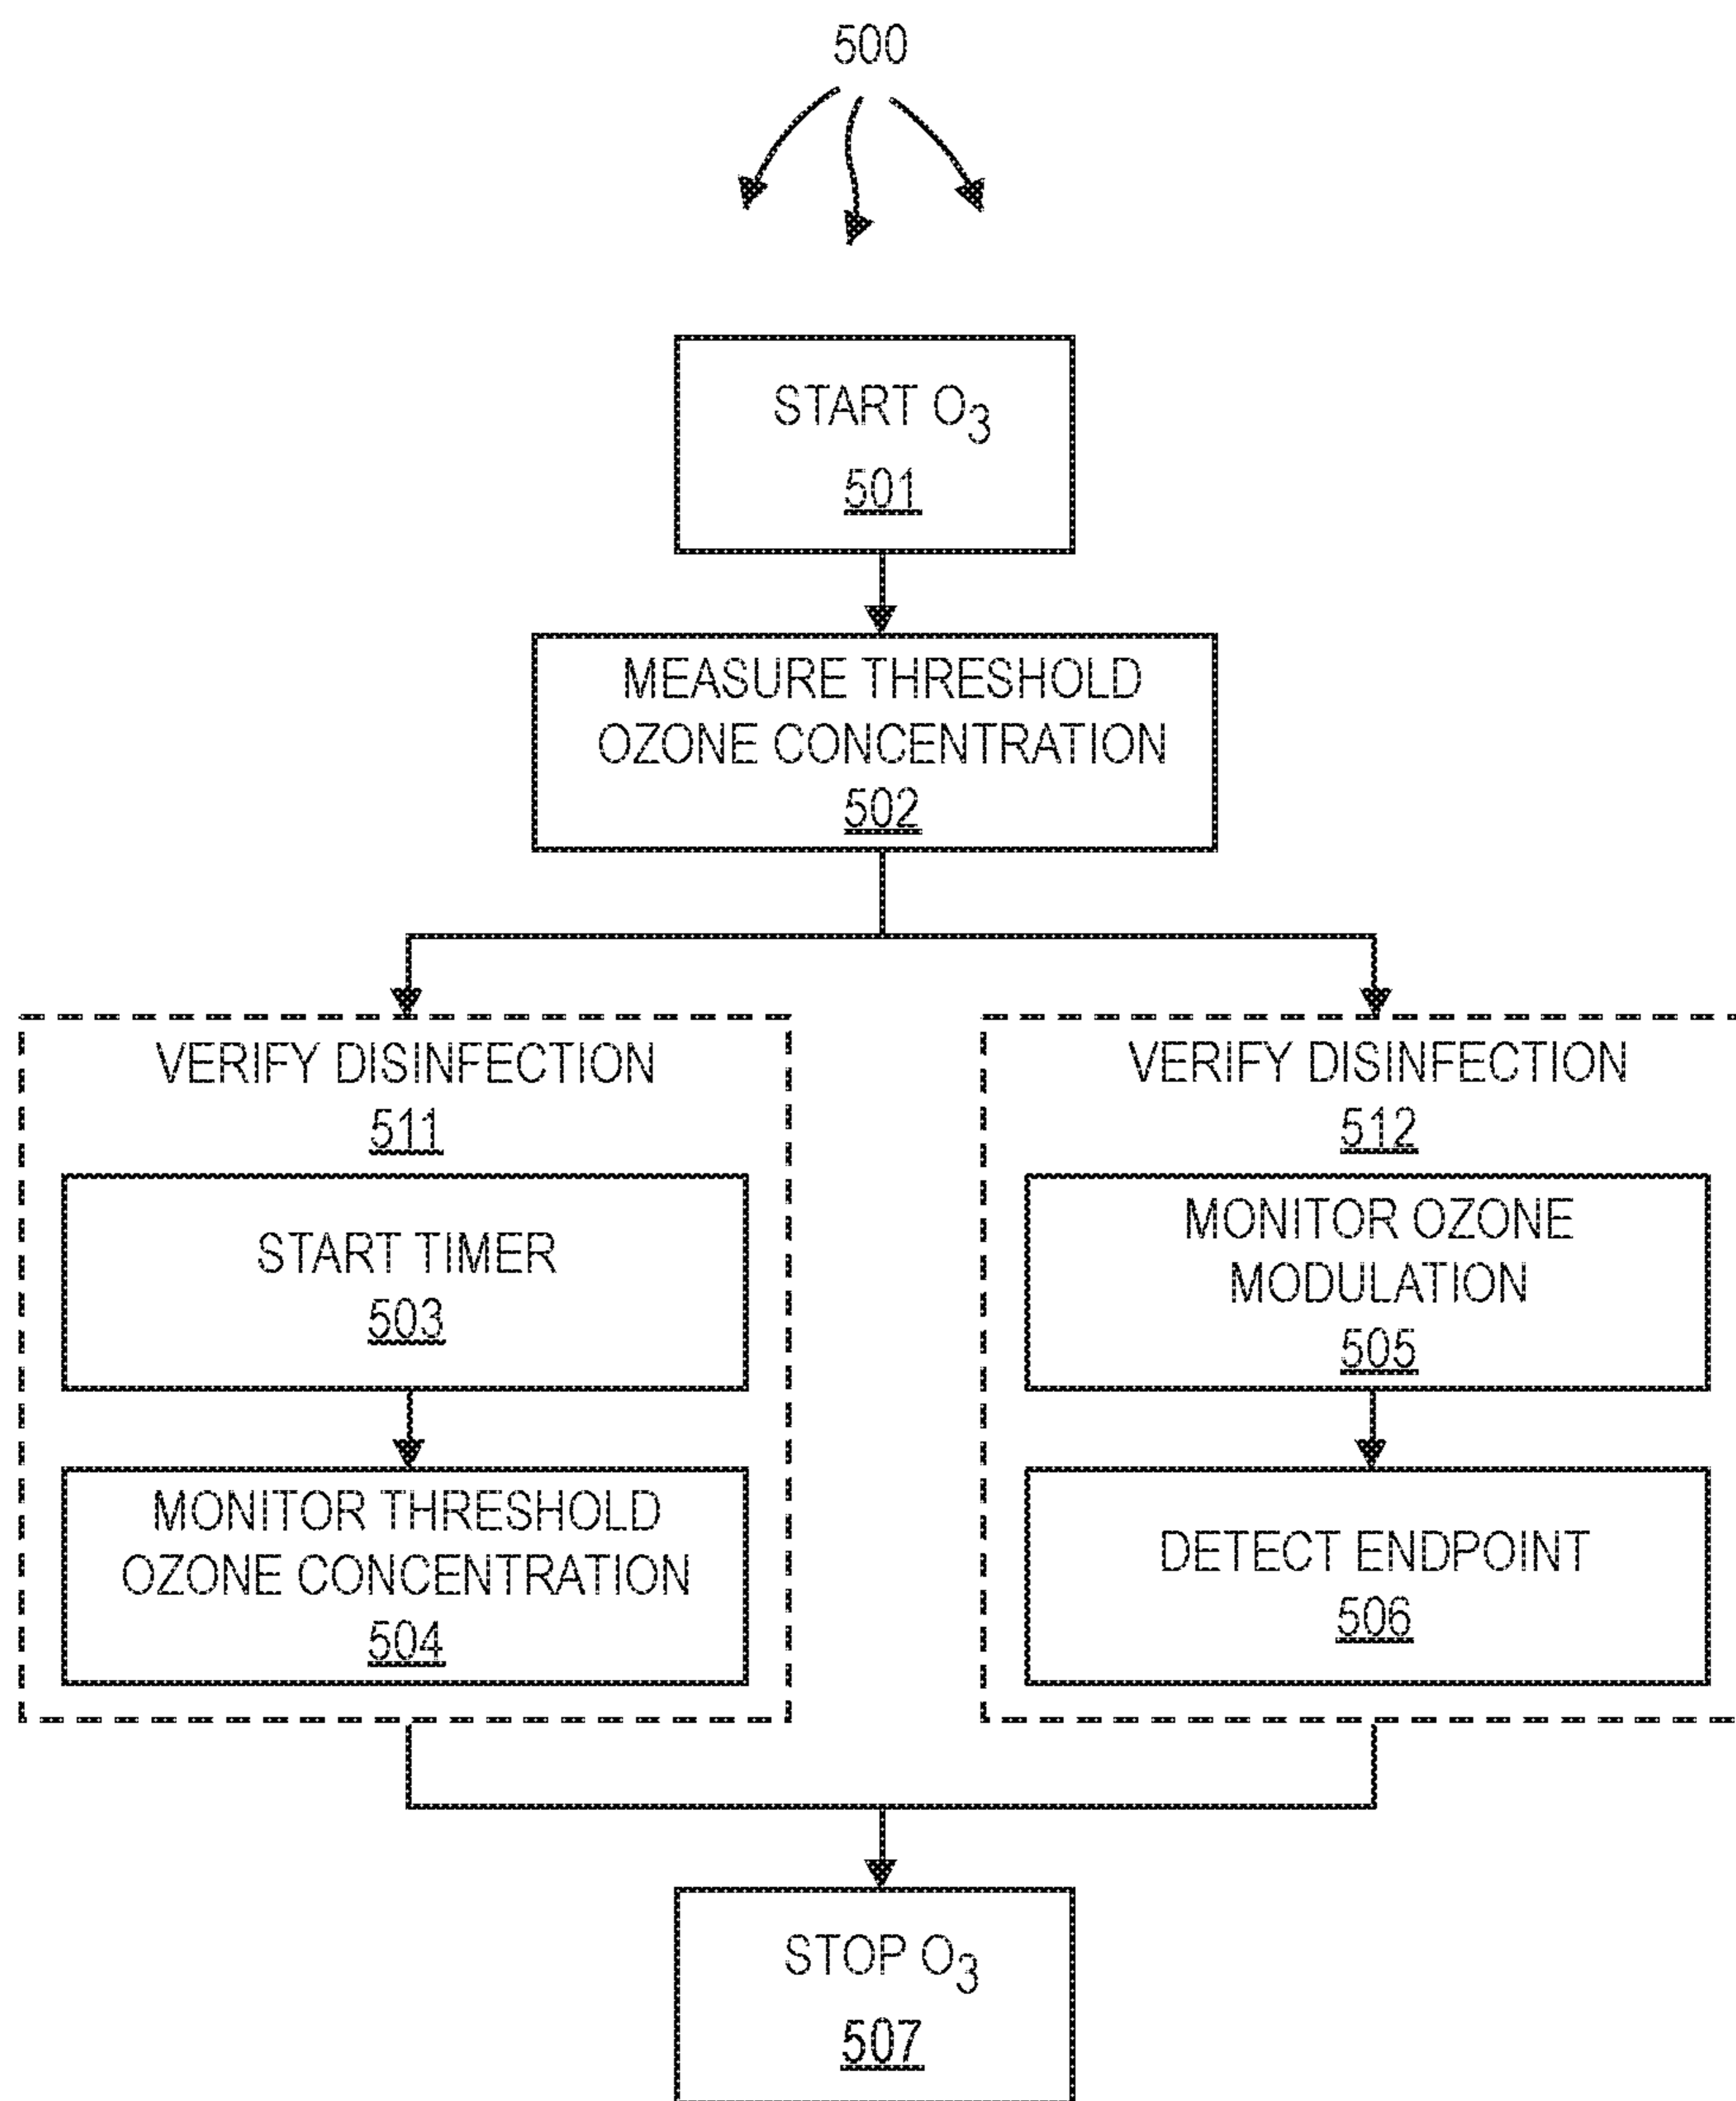 500
START O₃
501
MEASURE THRESHOLD
OZONE CONCENTRATION
502
VERIFY DISINFECTION
511
START TIMER
503
MONITOR THRESHOLD
OZONE CONCENTRATION
504
VERIFY DISINFECTION
512
MONITOR OZONE
MODULATION
505
DETECT ENDPOINT
506
STOP O₃
507